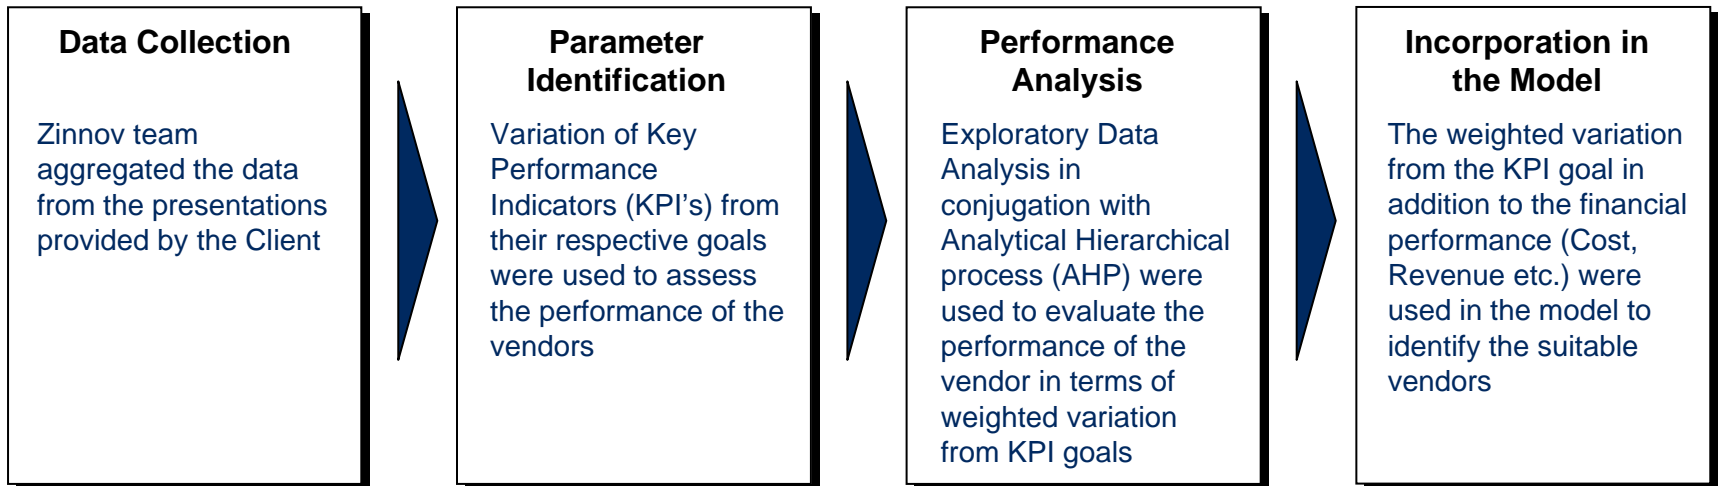 Data Collection
Zinnov team
aggregated the data
from the presentations
provided by the Client
Parameter
Identification
Variation of Key
Performance
Indicators (KPI's) from
their respective goals
were used to assess
the performance of the
vendors
Performance
Analysis
Exploratory Data
Analysis in
conjugation with
Analytical Hierarchical
process (AHP) were
used to evaluate the
performance of the
vendor in terms of
weighted variation
from KPI goals
Incorporation in
the Model
The weighted variation
from the KPI goal in
addition to the financial
performance (Cost,
Revenue etc.) were
used in the model to
identify the suitable
vendors